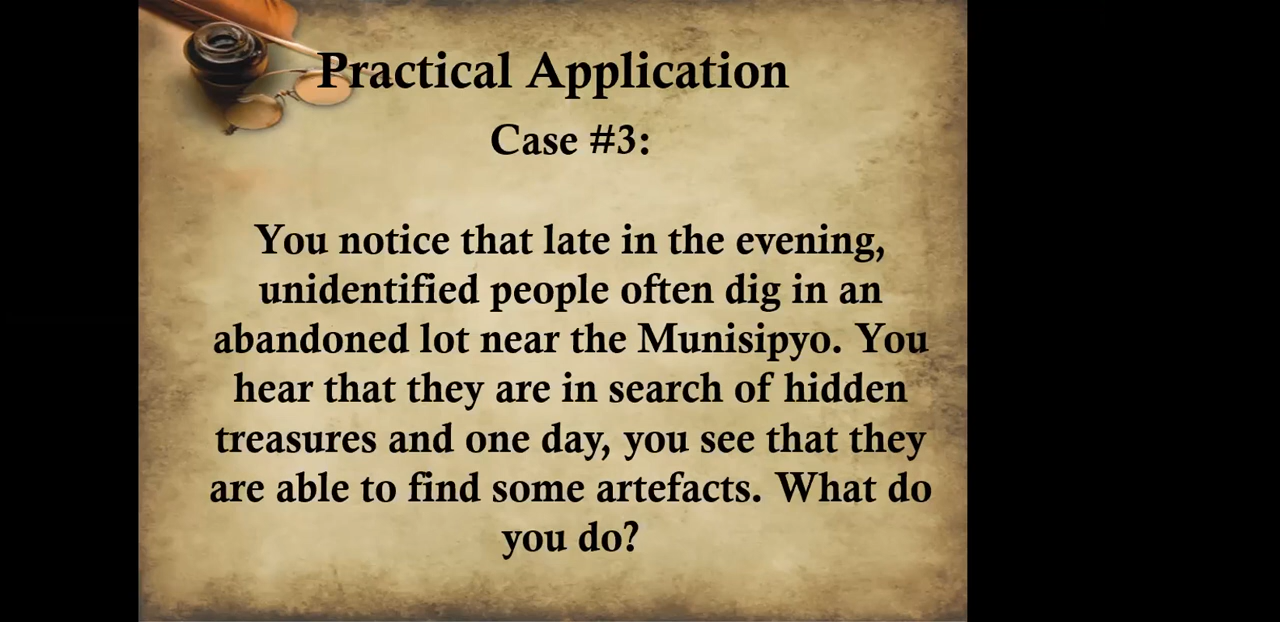 Practical Application
Case #3:
You notice that late in the evening,
unidentified people often dig in an
abandoned lot near the Munisipyo. You
hear that they are in search of hidden
treasures and one day, you see that they
are able to find some artefacts. What do
you do?